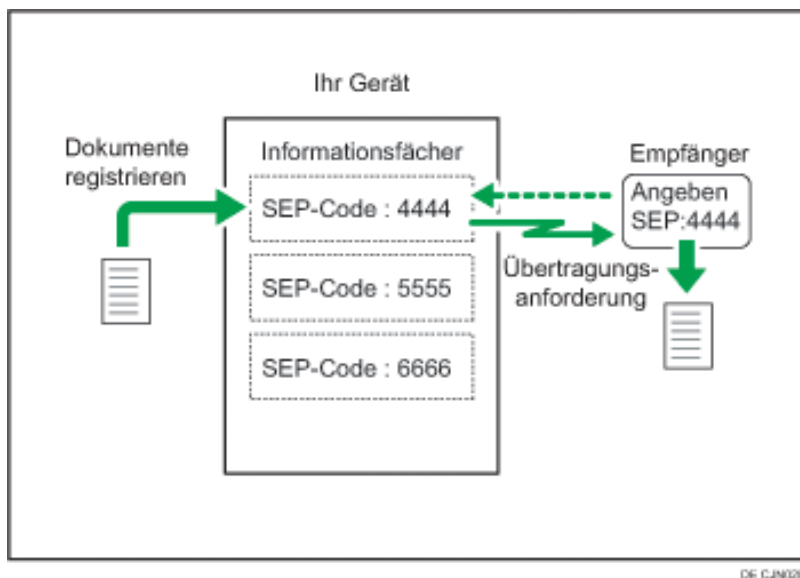 Ihr Gerät
Dokumente
registrieren
Informationsfächer
SEP-Code : 4444
SEP-Code : 5555
SEP-Code : 6666
Empfänger
Angeben
SEP:4444
Übertragungs-
anforderung